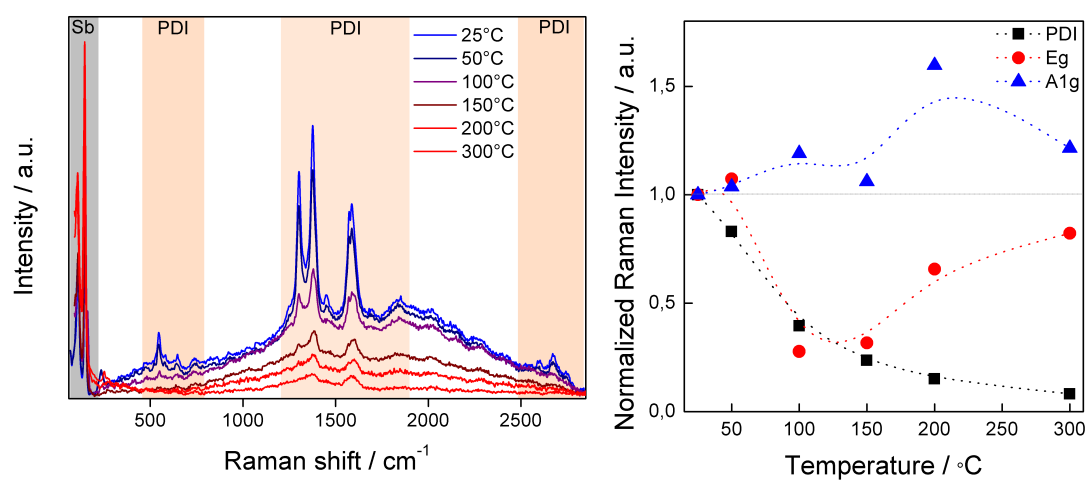 Sb
PDI
PDI
PDI
25°C
50°C
100°C
150°C
200°C
300°C
Intensity / a.u.
500
1000
1500
2000
2500
Raman shift / cm⁻¹
PDI
Eg
A1g
Normalized Raman Intensity / a.u.
1,5
1,0
0,5
0,0
50
100
150
200
250
300
Temperature / °C